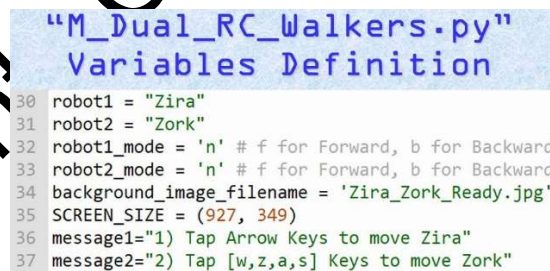 "M_Dual_RC_Walkers.py"
Variables Definition
30 robot1 = "Zira"
31 robot2 = "Zork"
32 robot1_mode = 'n' # f for Forward, b for Backward
33 robot2_mode = 'n' # f for Forward, b for Backward
34 background_image_filename = 'Zira_Zork_Ready.jpg'
35 SCREEN_SIZE = (927, 349)
36 message1="1) Tap Arrow Keys to move Zira"
37 message2="2) Tap [w,z,a,s] Keys to move Zork"